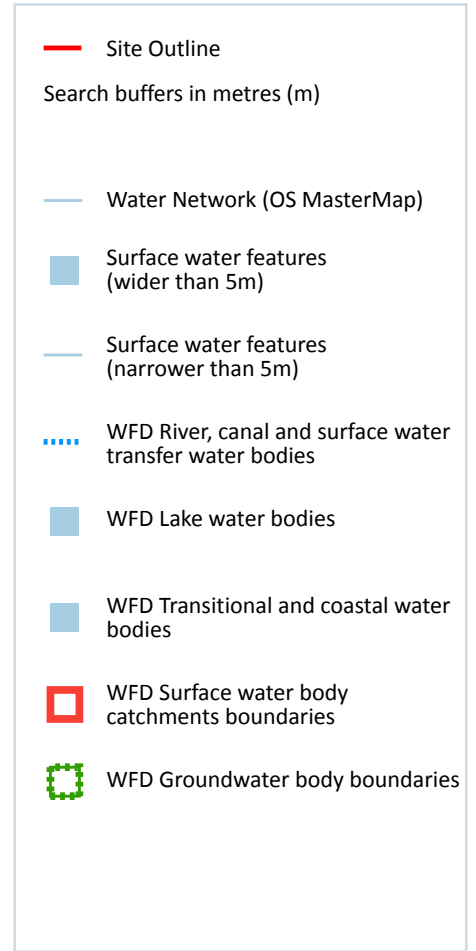 Site Outline
Search buffers in metres (m)
Water Network (OS MasterMap)
Surface water features
(wider than 5m)
Surface water features
(narrower than 5m)
WFD River, canal and surface water
transfer water bodies
WFD Lake water bodies
WFD Transitional and coastal water
bodies
WFD Surface water body
catchments boundaries
WFD Groundwater body boundaries